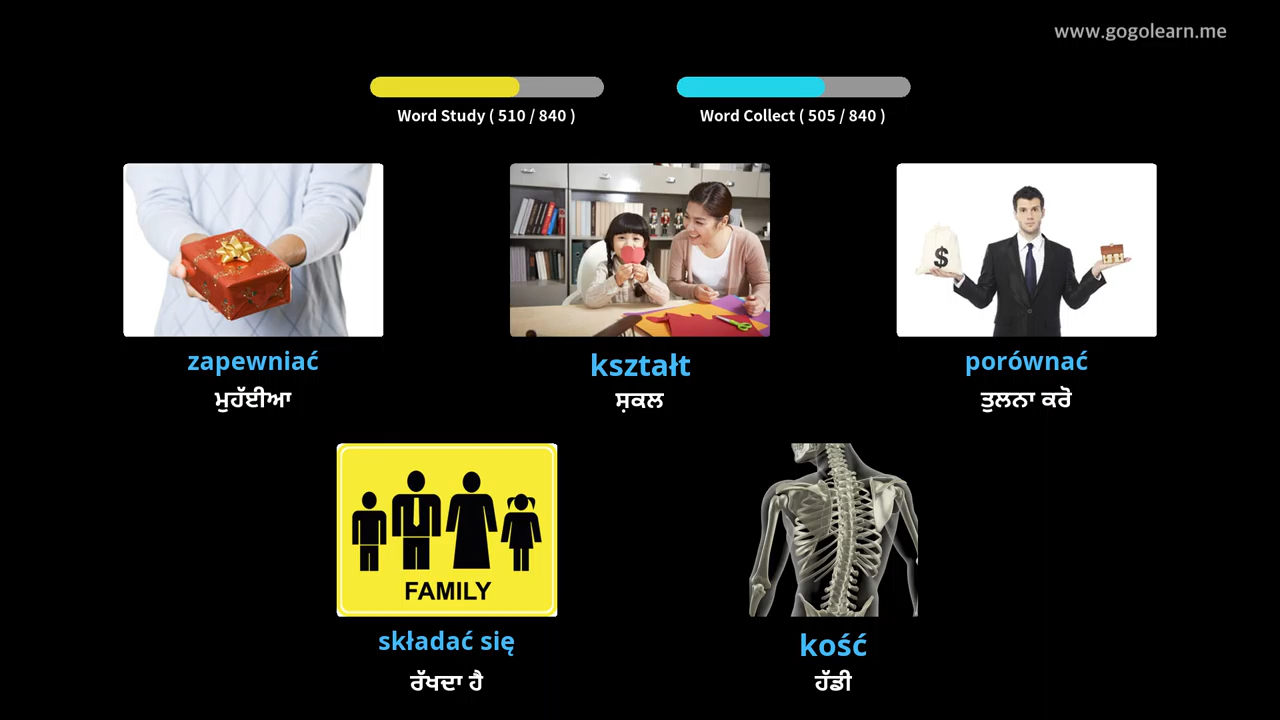 www.gogolearn.me
Word Study ( 510 / 840 )
Word Collect ( 505 / 840 )
zapewniać
ਮੁਹੱਈਆ
kształt
ਸ਼ਕਲ
porównać
ਤੁਲਨਾ ਕਰੋ
$
FAMILY
składać się
ਰੱਖਦਾ ਹੈ
kość
ਹੱਡੀ